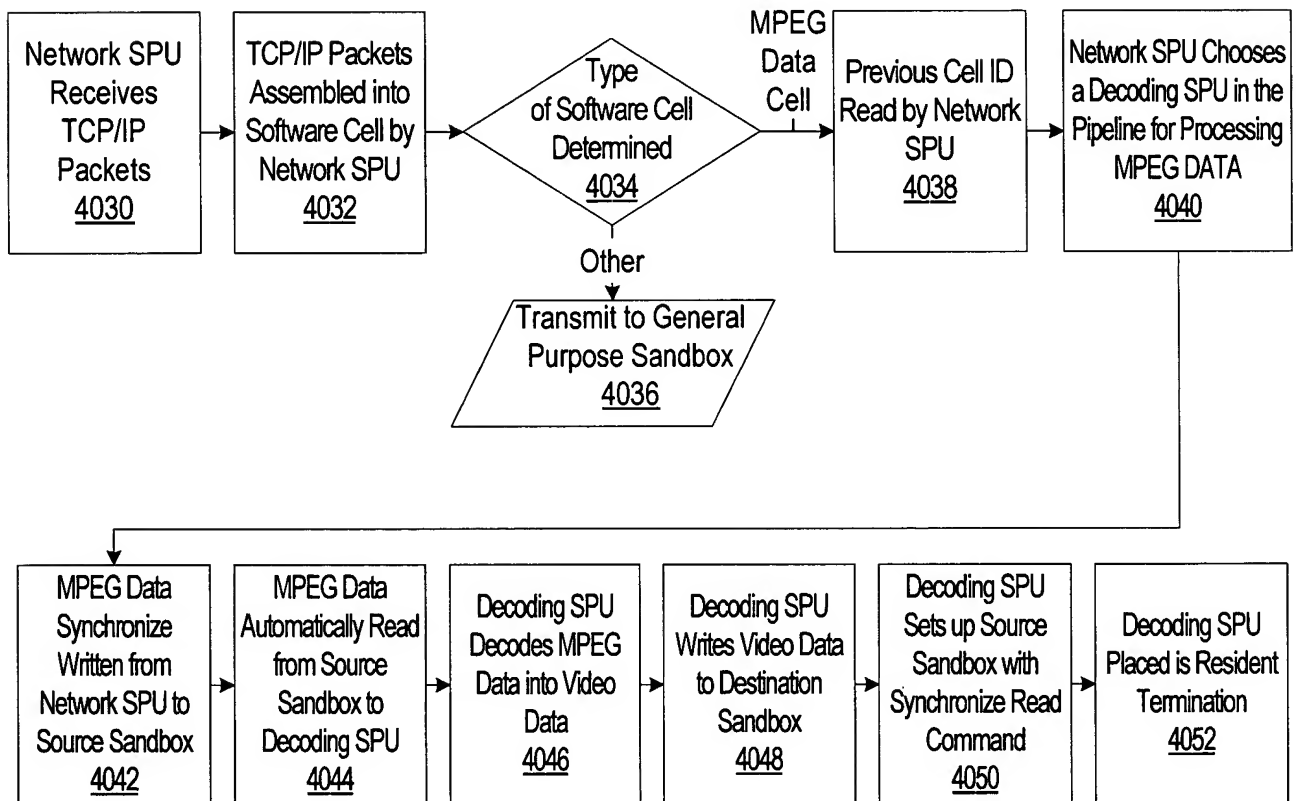 Network SPU
Receives
TCP/IP
Packets
4030
TCP/IP Packets
Assembled into
Software Cell by
Network SPU
4032
Type
of Software Cell
Determined
4034
MPEG
Data
Cell
Previous Cell ID
Read by Network
SPU
4038
Network SPU Chooses
a Decoding SPU in the
Pipeline for Processing
MPEG DATA
4040
Other
Transmit to General
Purpose Sandbox
4036
MPEG Data
Synchronize
Written from
Network SPU to
Source Sandbox
4042
MPEG Data
Automatically Read
from Source
Sandbox to
Decoding SPU
4044
Decoding SPU
Decodes MPEG
Data into Video
Data
4046
Decoding SPU
Writes Video Data
to Destination
Sandbox
4048
Decoding SPU
Sets up Source
Sandbox with
Synchronize Read
Command
4050
Decoding SPU
Placed is Resident
Termination
4052